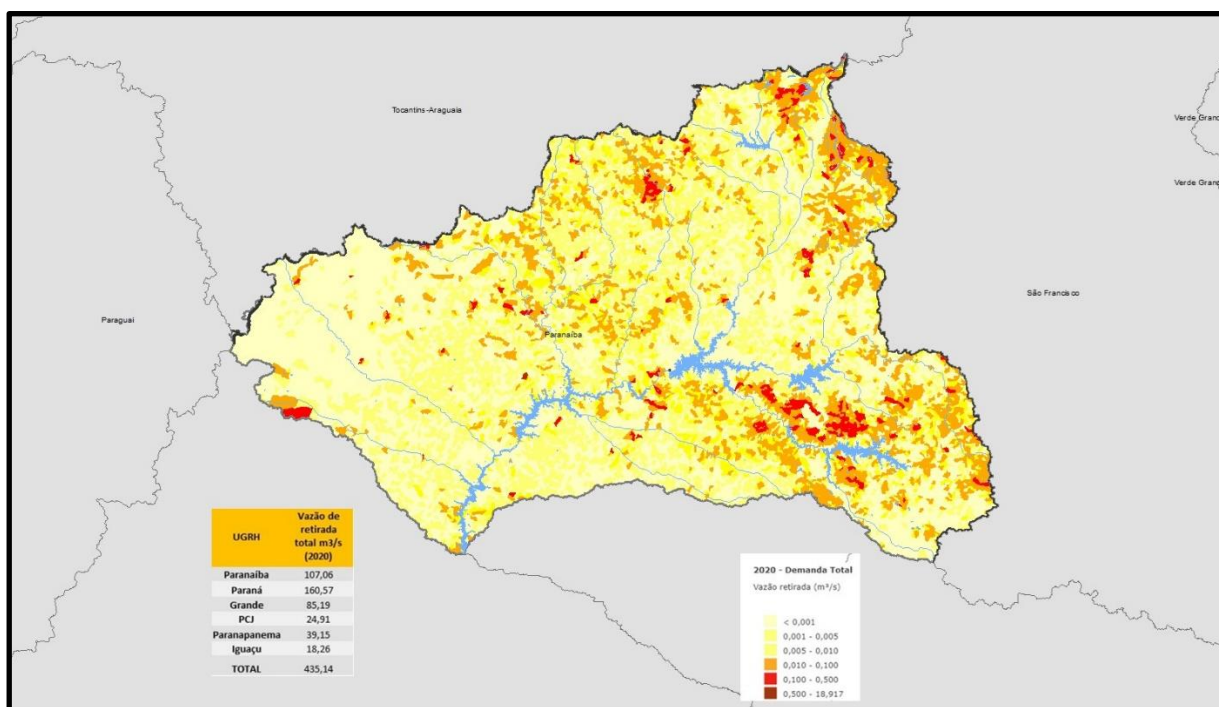 Tocantins-Araguaia
Verde Grand
Verde Grand
São Francisco
Paraguai
Paranaíba
UGRH Vazão de retirada total m3/s (2020)
Paranaíba 107,06
Paraná 160,57
Grande 85,19
PCJ 24,91
Paranapanema 39,15
Iguaçu 18,26
TOTAL 435,14
2020 - Demanda Total
Vazão retirada (m³/s)
< 0,001
0,001 - 0,005
0,005 - 0,010
0,010 - 0,100
0,100 - 0,500
0,500 - 18,917